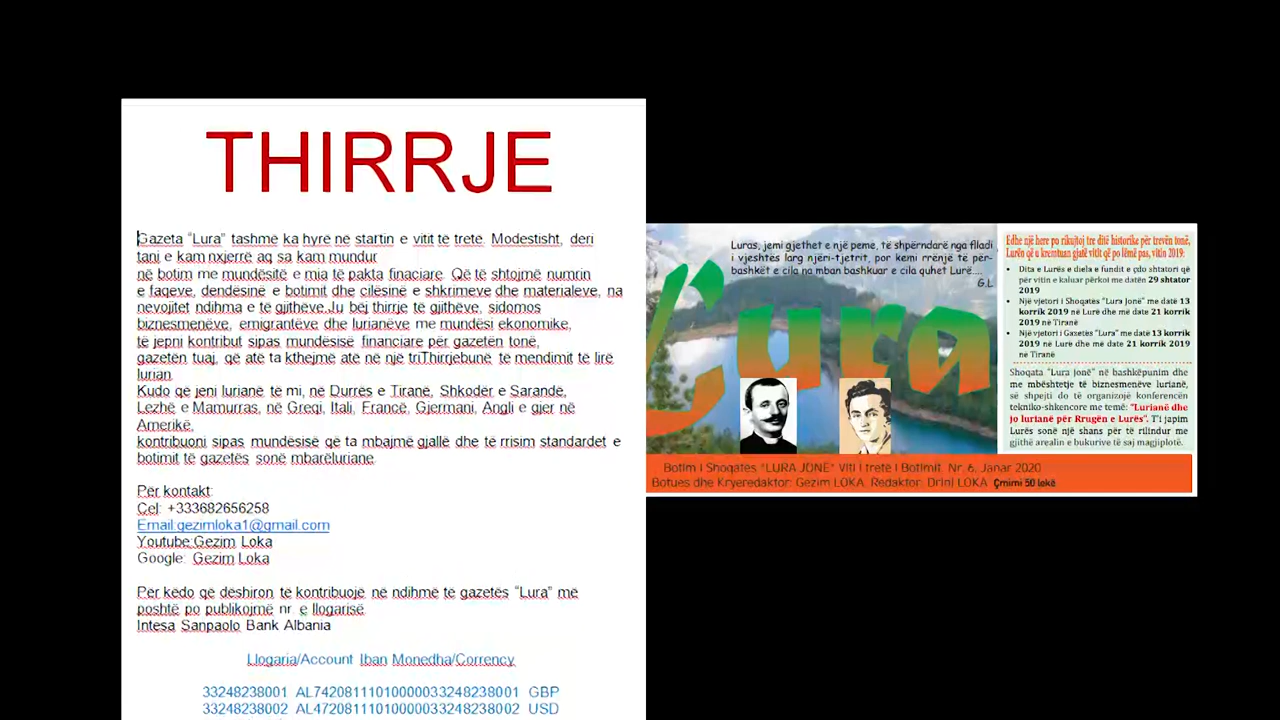 THIRRJE
Gazeta "Lura" tashme ka hyre ne startin e vitit te trete. Modestisht, deri
tani e kam nxjerrë aq sa kam mundur
në botim me mundësitë e mia të pakta finaciare. Që të shtojmë numrin
e faqeve, dendësinë e botimit dhe cilësinë e shkrimeve dhe materialeve, na
nevojitet ndihma e të gjitheve.Ju bëj thirrje të gjithëve, sidomos
biznesmenëve, emigrantëve dhe lurianëve me mundësi ekonomike,
të jepni kontribut sipas mundësisë financiare për gazetën tonë,
gazetën tuaj, që atë ta kthejmë atë në një triThirrjebunë të mendimit të lirë
lurian.
Kudo që jeni lurianë të mi, në Durrës e Tiranë, Shkodër e Sarandë,
Lezhë e Mamurras, në Greqi, Itali, Francë, Gjermani, Angli e gjer në
Amerikë,
kontribuoni sipas mundësisë që ta mbajmë gjallë dhe të rrisim standardet e
botimit të gazetës sonë mbarëluriane.
Për kontakt:
Cel: +333682656258
Email:gezimloka1@gmail.com
Youtube:Gezim Loka
Google: Gezim Loka
Për këdo që dëshiron të kontribuojë në ndihmë të gazetës "Lura" më
poshtë po publikojmë nr. e llogarisë
Intesa Sanpaolo Bank Albania
Llogaria/Account Iban Monedha/Currency
33248238001 AL74208111010000033248238001 GBP
33248238002 AL47208111010000033248238002 USD
Luras, jemi gjethet e një peme, të shpërndarë nga flladi
i vjeshtës larg njëri-tjetrit, por kemi rrënjë të për-
bashkët e cila na mban bashkuar e cila quhet Lurë....
G.L
Lura
Edhe një here po rikujtoj tre ditë historike për trevën tonë,
Lurën që u kremtuan gjatë vitit që po lëmë pas, vitin 2019:
• Dita e Lurës e diela e fundit e çdo shtatori që
për vitin e kaluar përkoi me datën 29 shtator
2019
• Një vjetori i Shoqatës "Lura Jonë" me datë 13
korrik 2019 në Lurë dhe më datë 21 korrik
2019 në Tiranë
• Një vjetori i Gazetës "Lura" me datë 13 korrik
2019 në Lurë dhe më datë 21 korrik 2019
në Tiranë
Shoqata "Lura jonë" në bashkëpunim dhe
me mbështetje të biznesmenëve lurianë,
së shpejti do të organizojë konferencën
tekniko-shkencore me temë: "Lurianë dhe
jo lurianë për Rrugën e Lurës". T'i japim
Lurës sonë një shans për të rilindur me
gjithë arealin e bukurive të saj magjiplotë.
Botim i Shoqatës "LURA JONË" Viti i tretë i Botimit. Nr. 6, Janar 2020
Botues dhe Kryeredaktor: Gezim LOKA, Redaktor: Drini LOKA Çmimi 50 lekë